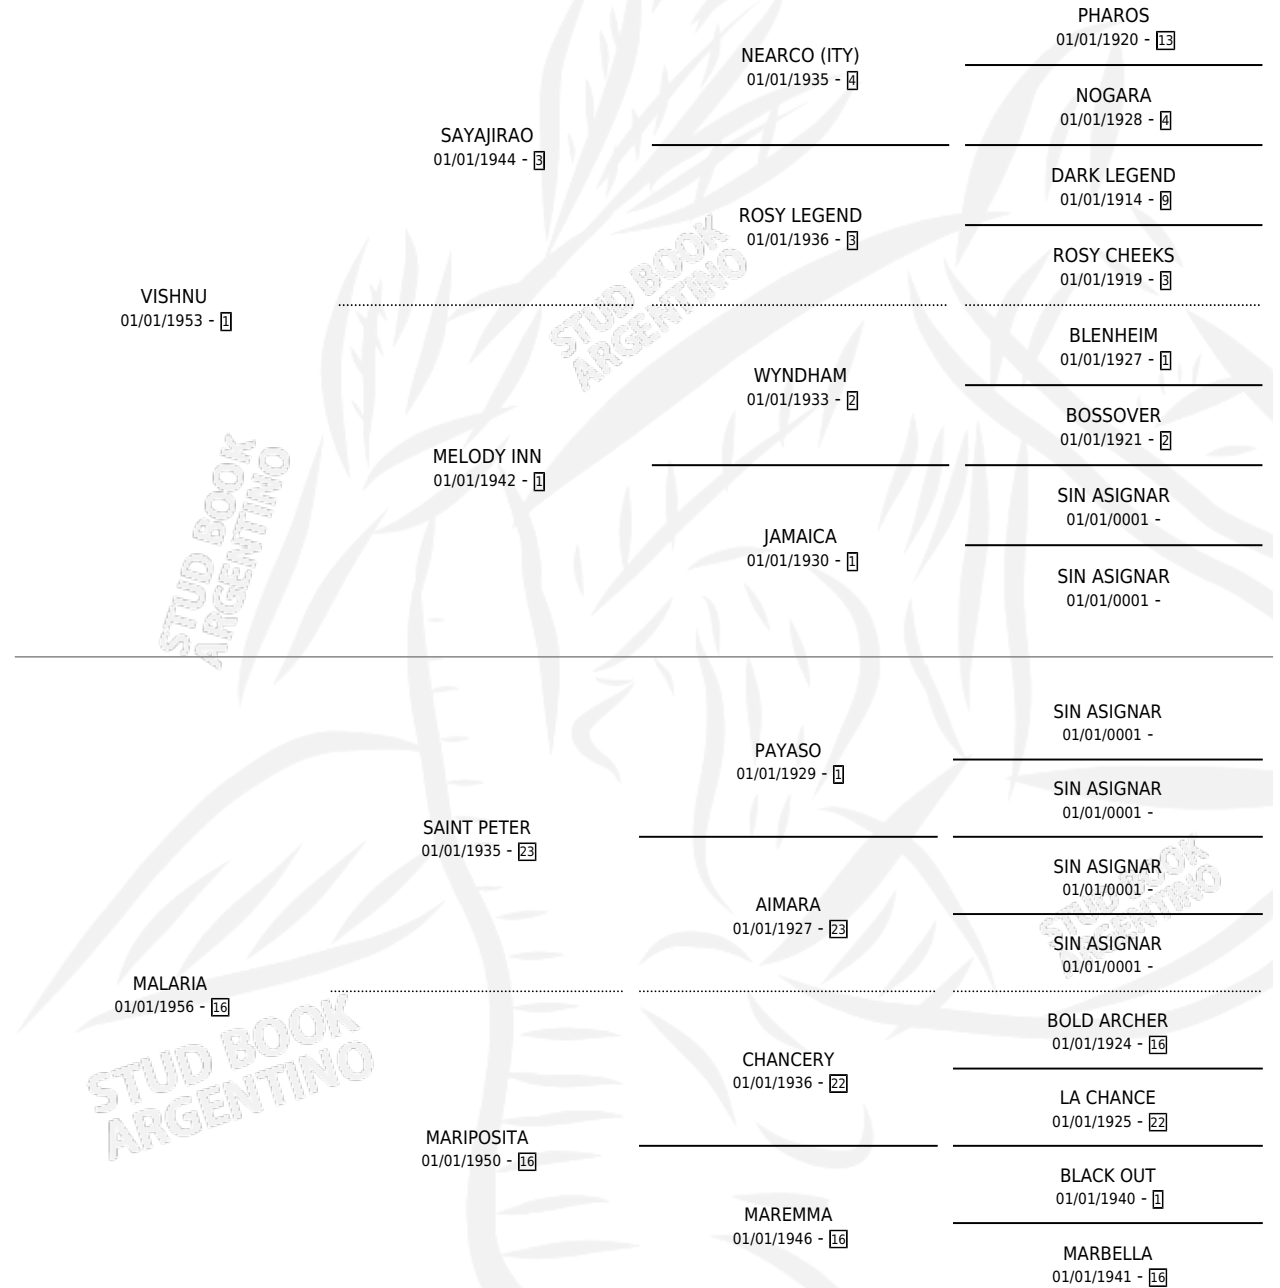 PHAROS
01/01/1920 - 13
NEARCO (ITY)
01/01/1935 - 4
NOGARA
01/01/1928 - 4
SAYAJIRAO
01/01/1944 - 3
DARK LEGEND
01/01/1914 - 9
ROSY LEGEND
01/01/1936 - 3
ROSY CHEEKS
01/01/1919 - 3
VISHNU
01/01/1953 - 1
BLENHEIM
01/01/1927 - 1
WYNDHAM
01/01/1933 - 2
BOSSOVER
01/01/1921 - 2
MELODY INN
01/01/1942 - 1
SIN ASIGNAR
01/01/0001 -
JAMAICA
01/01/1930 - 1
SIN ASIGNAR
01/01/0001 -
STUD BOOK
ARGENTINO
STUD BOOK
ARGENTINO
SIN ASIGNAR
01/01/0001 -
PAYASO
01/01/1929 - 1
SIN ASIGNAR
01/01/0001 -
SAINT PETER
01/01/1935 - 23
SIN ASIGNAR
01/01/0001 -
AIMARA
01/01/1927 - 23
SIN ASIGNAR
01/01/0001 -
STUD BOOK
ARGENTINO
MALARIA
01/01/1956 - 16
BOLD ARCHER
01/01/1924 - 16
CHANCERY
01/01/1936 - 22
LA CHANCE
01/01/1925 - 22
MARIPOSITA
01/01/1950 - 16
BLACK OUT
01/01/1940 - 1
MAREMMA
01/01/1946 - 16
MARBELLA
01/01/1941 - 16
STUD BOOK
ARGENTINO